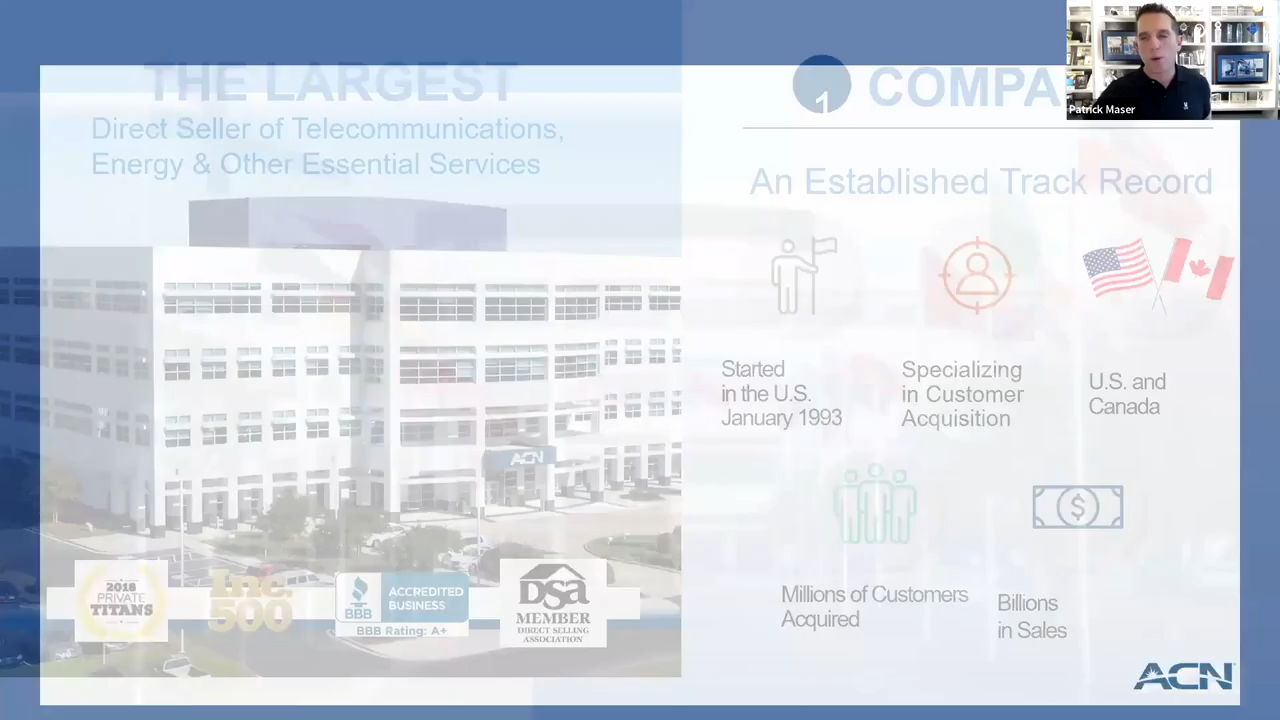 THE LARGEST
Direct Seller of Telecommunications,
Energy & Other Essential Services
ACN
2018
PRIVATE
TITANS
Inc.
500
BBB
ACCREDITED
BUSINESS
BBB Rating: A+
DSA
MEMBER
DIRECT SELLING
ASSOCIATION
1
COMPA
Patrick Maser
An Established Track Record
Started
in the U.S.
January 1993
Specializing
in Customer
Acquisition
U.S. and
Canada
$
Millions of Customers
Acquired
Billions
in Sales
ACN